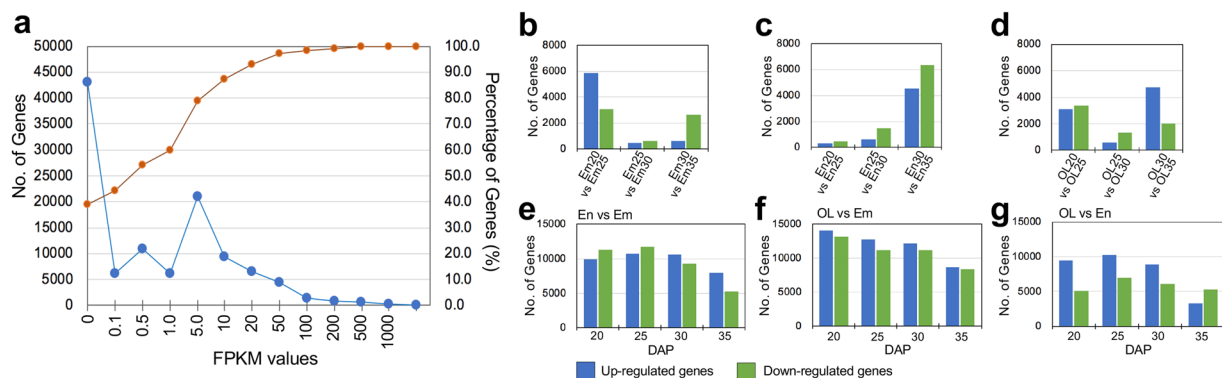 a
50000
45000
40000
35000
30000
25000
20000
15000
10000
5000
0
No. of Genes
100.0
90.0
80.0
70.0
60.0
50.0
40.0
30.0
20.0
10.0
0.0
Percentage of Genes (%)
0
0.1
0.5
1.0
5.0
10
20
50
100
200
500
1000
FPKM values
b
8000
6000
4000
2000
0
No. of Genes
Em20
vs Em25
Em25
vs Em30
Em30
vs Em35
c
8000
6000
4000
2000
0
No. of Genes
En20
vs En25
En25
vs En30
En30
vs En35
d
8000
6000
4000
2000
0
No. of Genes
OL20
vs OL25
OL25
vs OL30
OL30
vs OL35
e
En vs Em
15000
10000
5000
0
No. of Genes
20
25
30
35
DAP
f
OL vs Em
15000
10000
5000
0
No. of Genes
20
25
30
35
DAP
g
OL vs En
15000
10000
5000
0
No. of Genes
20
25
30
35
DAP
Up-regulated genes
Down-regulated genes